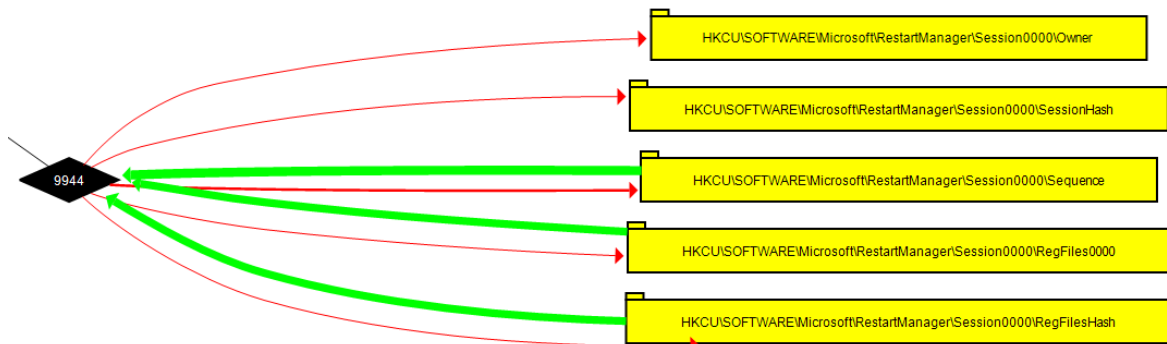 HKCU\SOFTWARE\Microsoft\RestartManager\Session0000\Owner
HKCU\SOFTWARE\Microsoft\RestartManager\Session0000\SessionHash
9944
HKCU\SOFTWARE\Microsoft\RestartManager\Session0000\Sequence
HKCU\SOFTWARE\Microsoft\RestartManager\Session0000\RegFiles0000
HKCU\SOFTWARE\Microsoft\RestartManager\Session0000\RegFilesHash